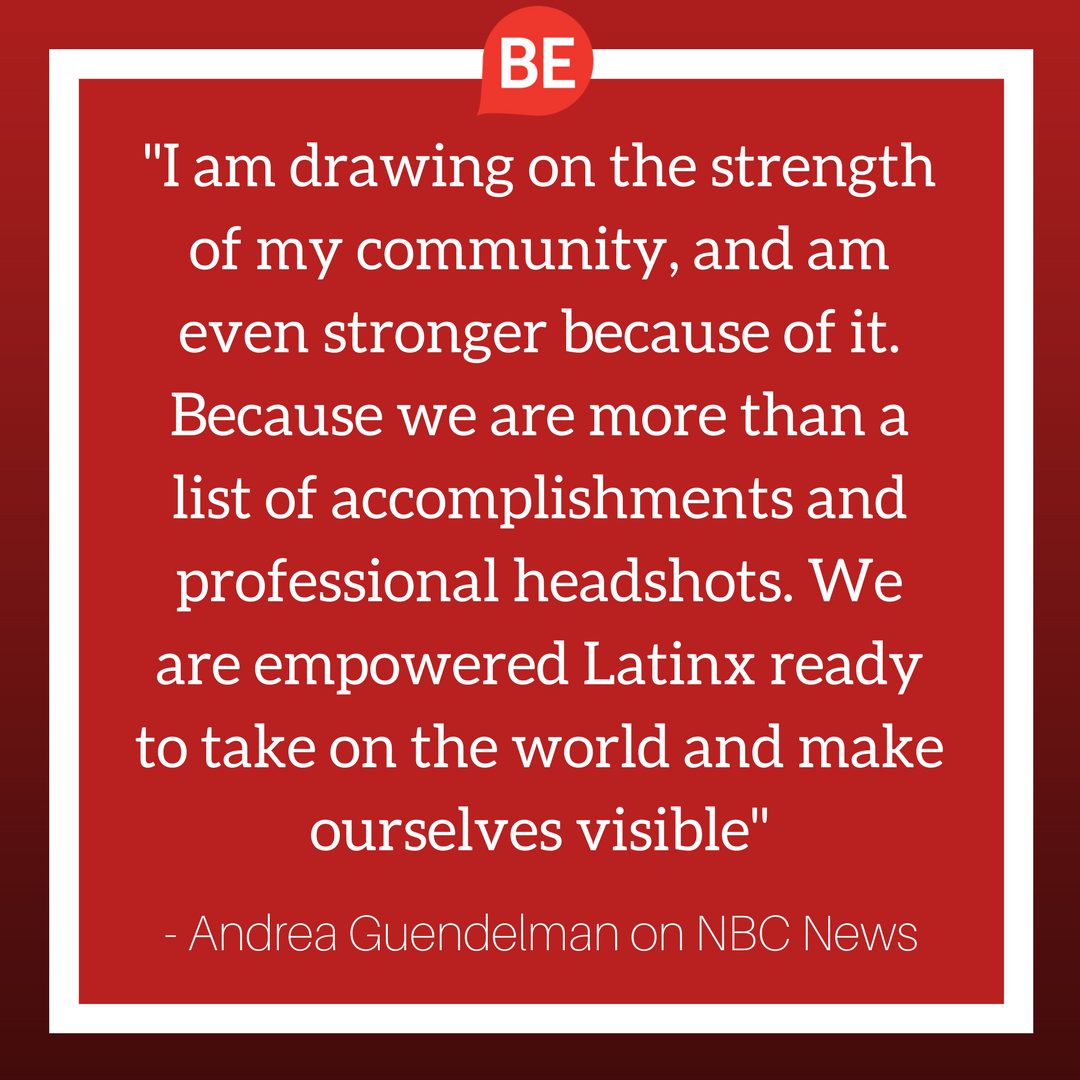 BE
"I am drawing on the strength
of my community, and am
even stronger because of it.
Because we are more than a
list of accomplishments and
professional headshots. We
are empowered Latinx ready
to take on the world and make
ourselves visible"
- Andrea Guendelman on NBC News